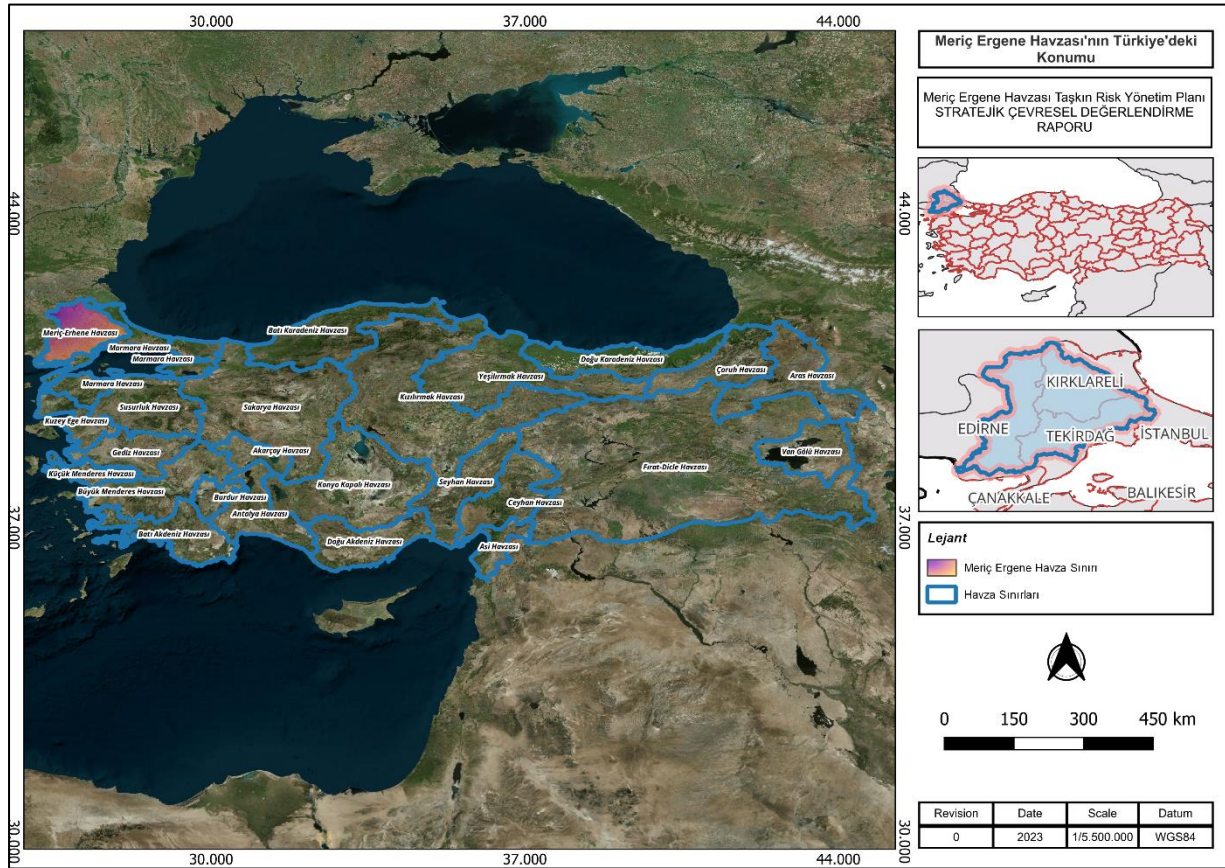 30.000
37.000
44.000
44.000
37.000
30.000
44.000
37.000
30.000
30.000
37.000
44.000
Meriç-Erhene Havzası
Marmara Havzası
Marmara Havzası
Marmara Havzası
Batı Karadeniz Havzası
Doğu Karadeniz Havzası
Yeşilırmak Havzası
Çoruh Havzası
Aras Havzası
Kızılırmak Havzası
Susurluk Havzası
Sakarya Havzası
Kuzey Ege Havzası
Gediz Havzası
Akarçay Havzası
Van Gölü Havzası
Fırat-Dicle Havzası
Küçük Menderes Havzası
Konya Kapalı Havzası
Seyhan Havzası
Büyük Menderes Havzası
Burdur Havzası
Ceyhan Havzası
Antalya Havzası
Batı Akdeniz Havzası
Doğu Akdeniz Havzası
Asi Havzası
Meriç Ergene Havzası'nın Türkiye'deki
Konumu
Meriç Ergene Havzası Taşkın Risk Yönetim Planı
STRATEJİK ÇEVRESEL DEĞERLENDİRME
RAPORU
KIRKLARELİ
EDİRNE
TEKİRDAĞ
İSTANBUL
ÇANAKKALE
BALIKESİR
Lejant
Meriç Ergene Havza Sınırı
Havza Sınırları
0 150 300 450 km
Revision Date Scale Datum
0 2023 1/5.500.000 WGS84